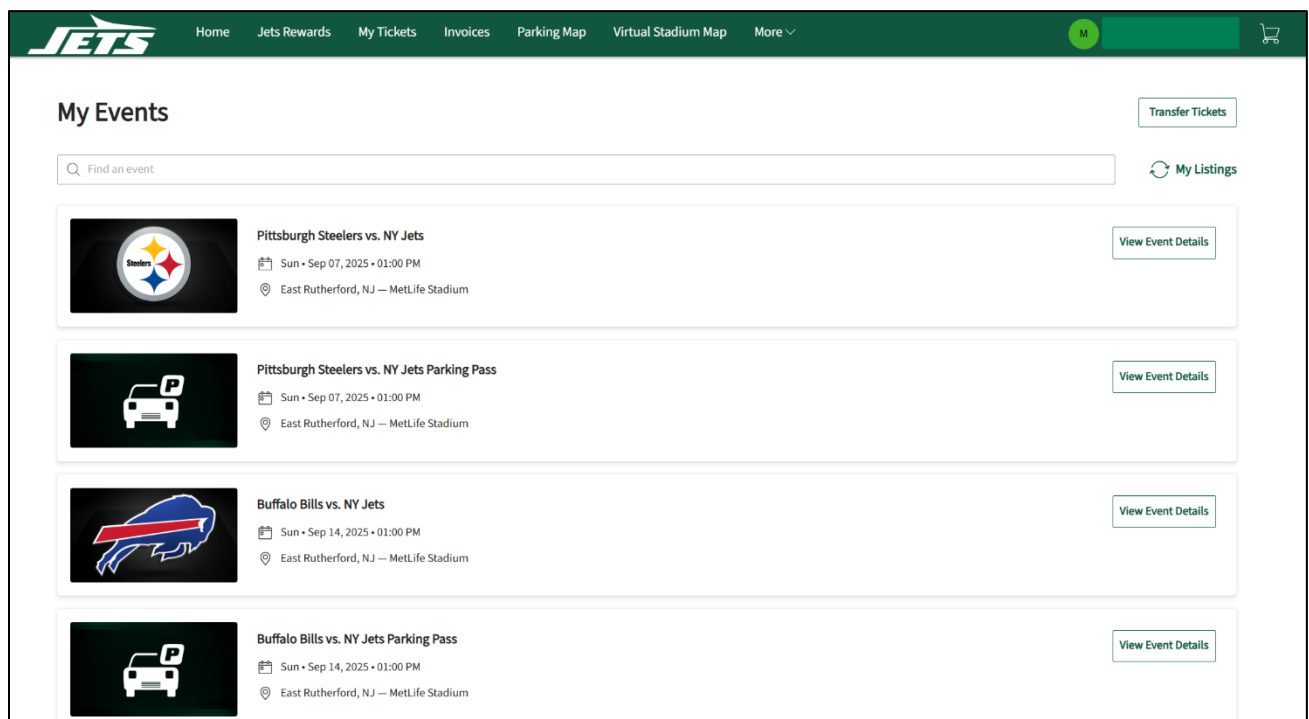 JETS
Home Jets Rewards My Tickets Invoices Parking Map Virtual Stadium Map More
M
My Events
Transfer Tickets
Find an event
My Listings
Steelers
Pittsburgh Steelers vs. NY Jets
Sun • Sep 07, 2025 • 01:00 PM
East Rutherford, NJ — MetLife Stadium
View Event Details
P
Pittsburgh Steelers vs. NY Jets Parking Pass
Sun • Sep 07, 2025 • 01:00 PM
East Rutherford, NJ — MetLife Stadium
View Event Details
Buffalo Bills vs. NY Jets
Sun • Sep 14, 2025 • 01:00 PM
East Rutherford, NJ — MetLife Stadium
View Event Details
P
Buffalo Bills vs. NY Jets Parking Pass
Sun • Sep 14, 2025 • 01:00 PM
East Rutherford, NJ — MetLife Stadium
View Event Details